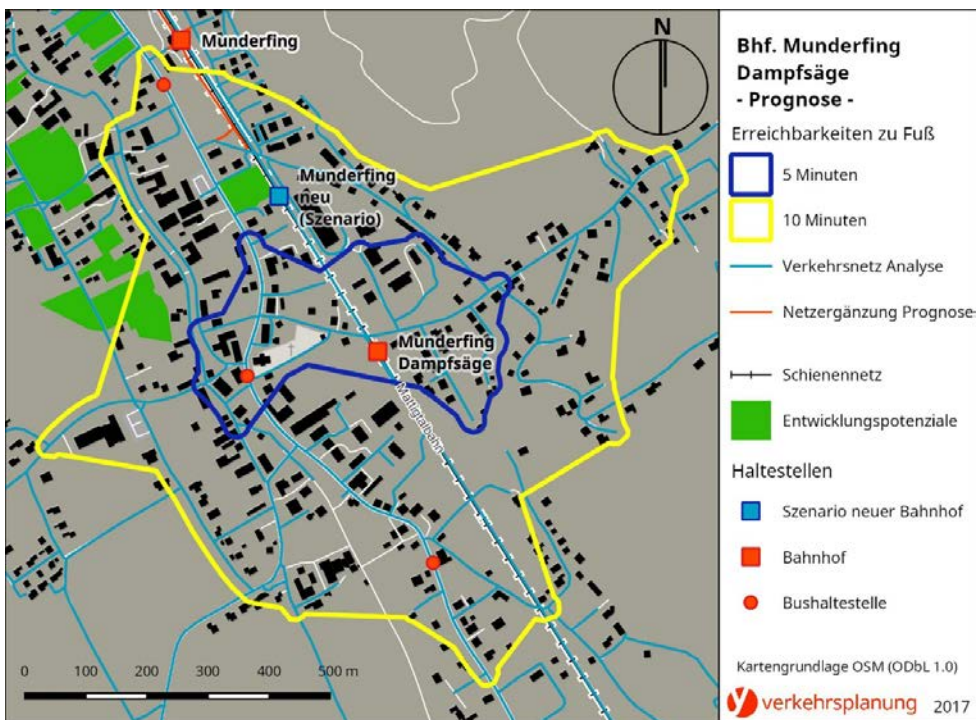 Munderfing
Munderfing
neu
(Szenario)
Munderfing
Dampfsäge
Mattigtalbahn
N
0 100 200 300 400 500 m
Bhf. Munderfing
Dampfsäge
- Prognose -
Erreichbarkeiten zu Fuß
5 Minuten
10 Minuten
Verkehrsnetz Analyse
Netzergänzung Prognose
Schienennetz
Entwicklungspotenziale
Haltestellen
Szenario neuer Bahnhof
Bahnhof
Bushaltestelle
Kartengrundlage OSM (ODbL 1.0)
y verkehrsplanung 2017